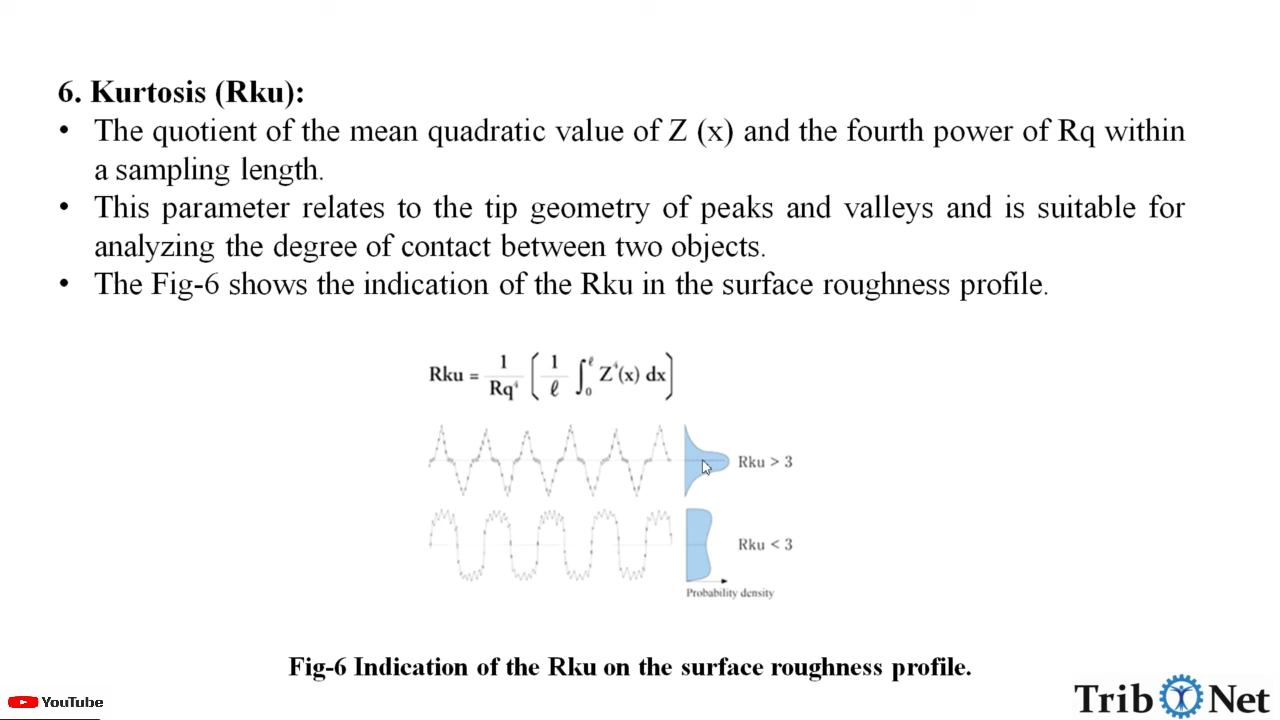 6. Kurtosis (Rku):
• The quotient of the mean quadratic value of Z (x) and the fourth power of Rq within
a sampling length.
• This parameter relates to the tip geometry of peaks and valleys and is suitable for
analyzing the degree of contact between two objects.
• The Fig-6 shows the indication of the Rku in the surface roughness profile.
Rku = 1/Rq⁴ [1/ℓ ∫₀^ℓ Z⁴(x) dx]
Rku > 3
Rku < 3
Probability density
Fig-6 Indication of the Rku on the surface roughness profile.
YouTube
Trib Net